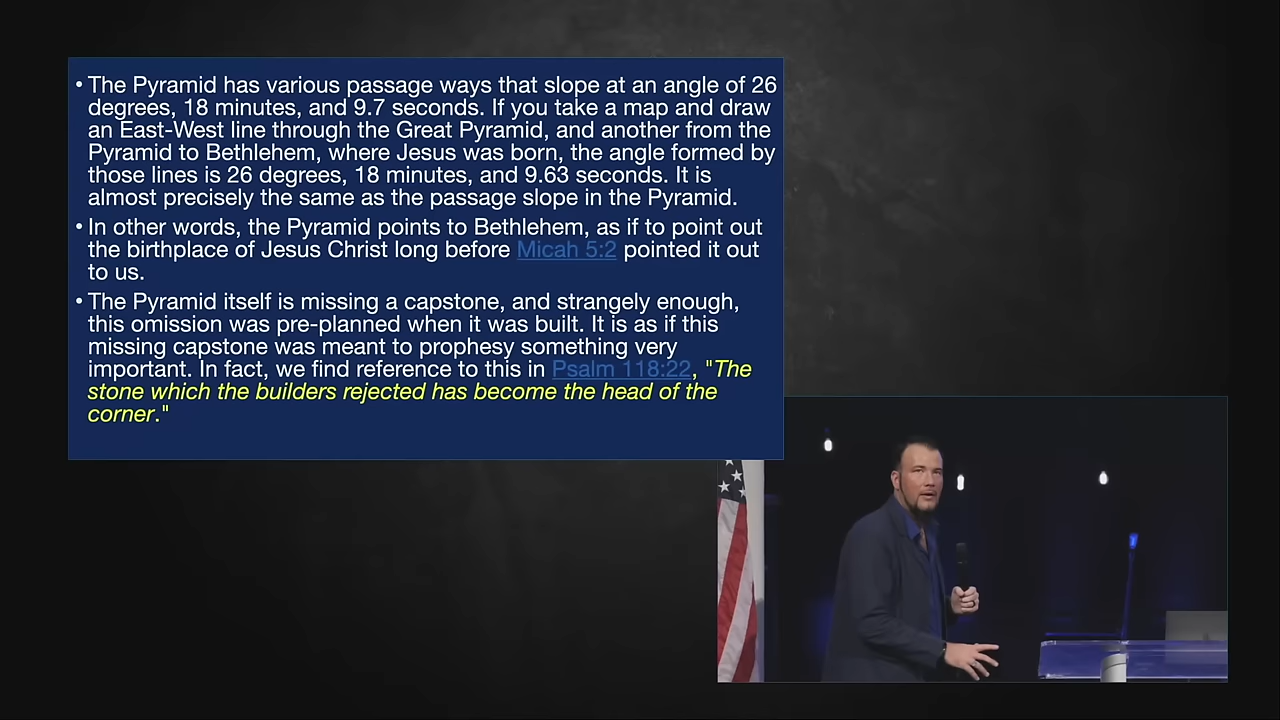 • The Pyramid has various passage ways that slope at an angle of 26
degrees, 18 minutes, and 9.7 seconds. If you take a map and draw
an East-West line through the Great Pyramid, and another from the
Pyramid to Bethlehem, where Jesus was born, the angle formed by
those lines is 26 degrees, 18 minutes, and 9.63 seconds. It is
almost precisely the same as the passage slope in the Pyramid.
• In other words, the Pyramid points to Bethlehem, as if to point out
the birthplace of Jesus Christ long before Micah 5:2 pointed it out
to us.
• The Pyramid itself is missing a capstone, and strangely enough,
this omission was pre-planned when it was built. It is as if this
missing capstone was meant to prophesy something very
important. In fact, we find reference to this in Psalm 118:22, "The
stone which the builders rejected has become the head of the
corner."